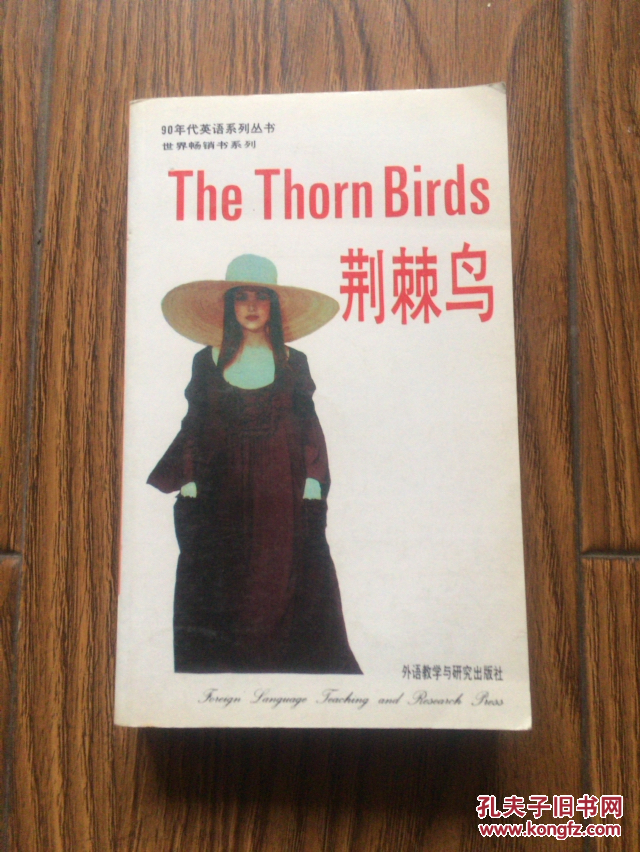 90年代英语系列丛书
世界畅销书系列
The Thorn Birds
荆棘鸟
外语教学与研究出版社
Foreign Language Teaching and Research Press
孔夫子旧书网
www.kongfz.com